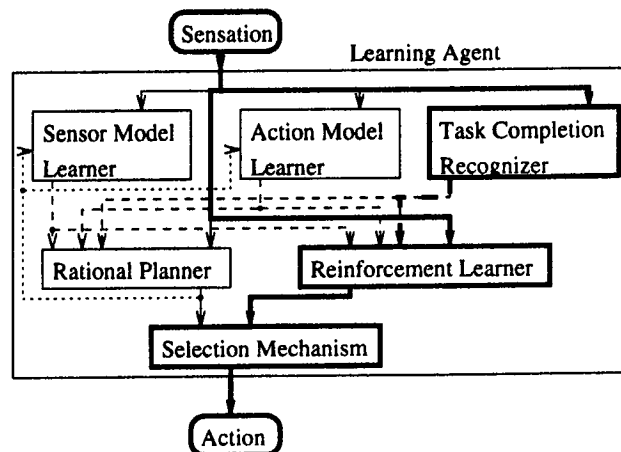 Sensation
Learning Agent
Sensor Model
Learner
Action Model
Learner
Task Completion
Recognizer
Rational Planner
Reinforcement Learner
Selection Mechanism
Action